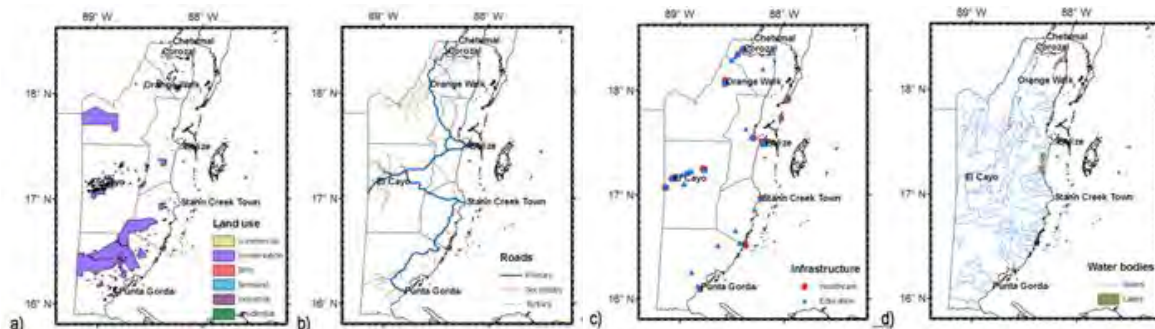 89° W 88° W
Chetumal
Corozal
Orange Walk
18° N
17° N
Cayo
Stann Creek Town
Land use
Commercial
Conservation
Farmland
Industrial
Residential
Punta Gorda
16° N
a)
89° W 88° W
Chetumal
Corozal
Orange Walk
18° N
Belize
17° N
El Cayo
Stann Creek Town
Roads
Primary
Secondary
Tertiary
Punta Gorda
16° N
b)
89° W 88° W
Chetumal
Corozal
Orange Walk
18° N
Belize
17° N
El Cayo
Stann Creek Town
Infrastructure
Healthcare
Education
Punta Gorda
16° N
c)
89° W 88° W
Chetumal
Corozal
Orange Walk
18° N
Belize
17° N
El Cayo
Stann Creek Town
Water bodies
Rivers
Lakes
Punta Gorda
16° N
d)